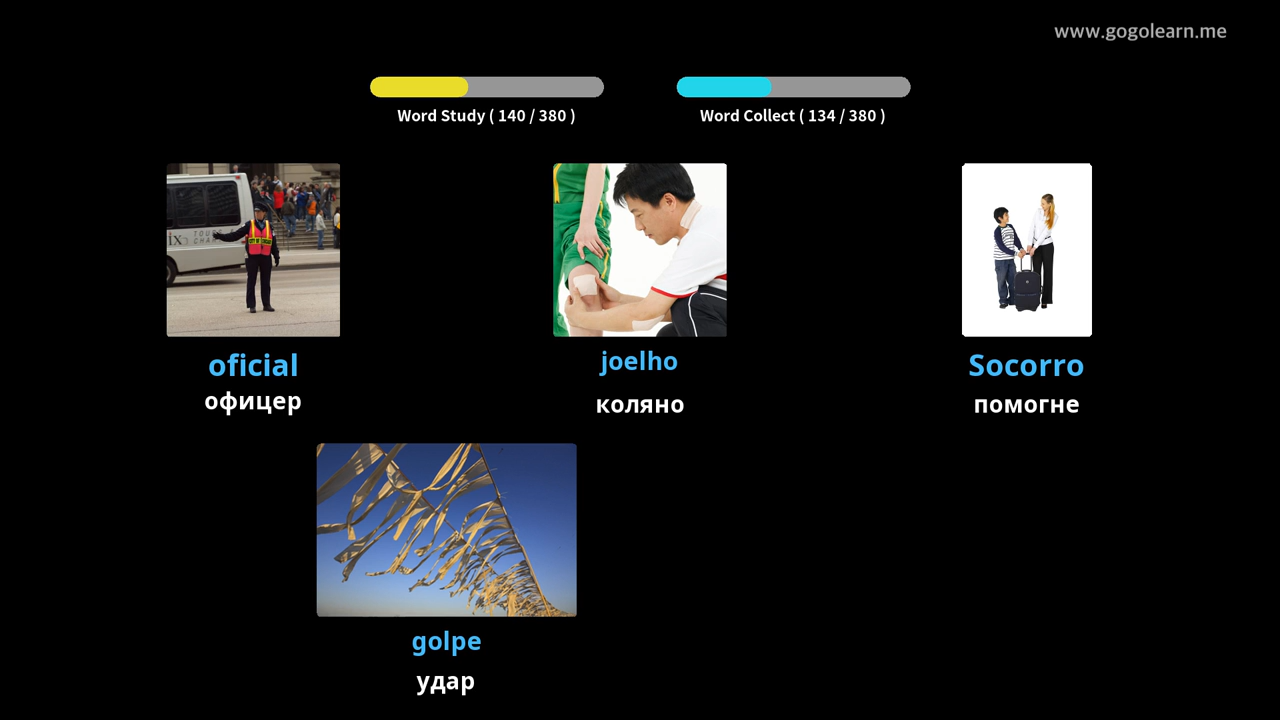 www.gogolearn.me
Word Study ( 140 / 380 )
Word Collect ( 134 / 380 )
oficial
офицер
joelho
коляно
Socorro
помогне
golpe
удар